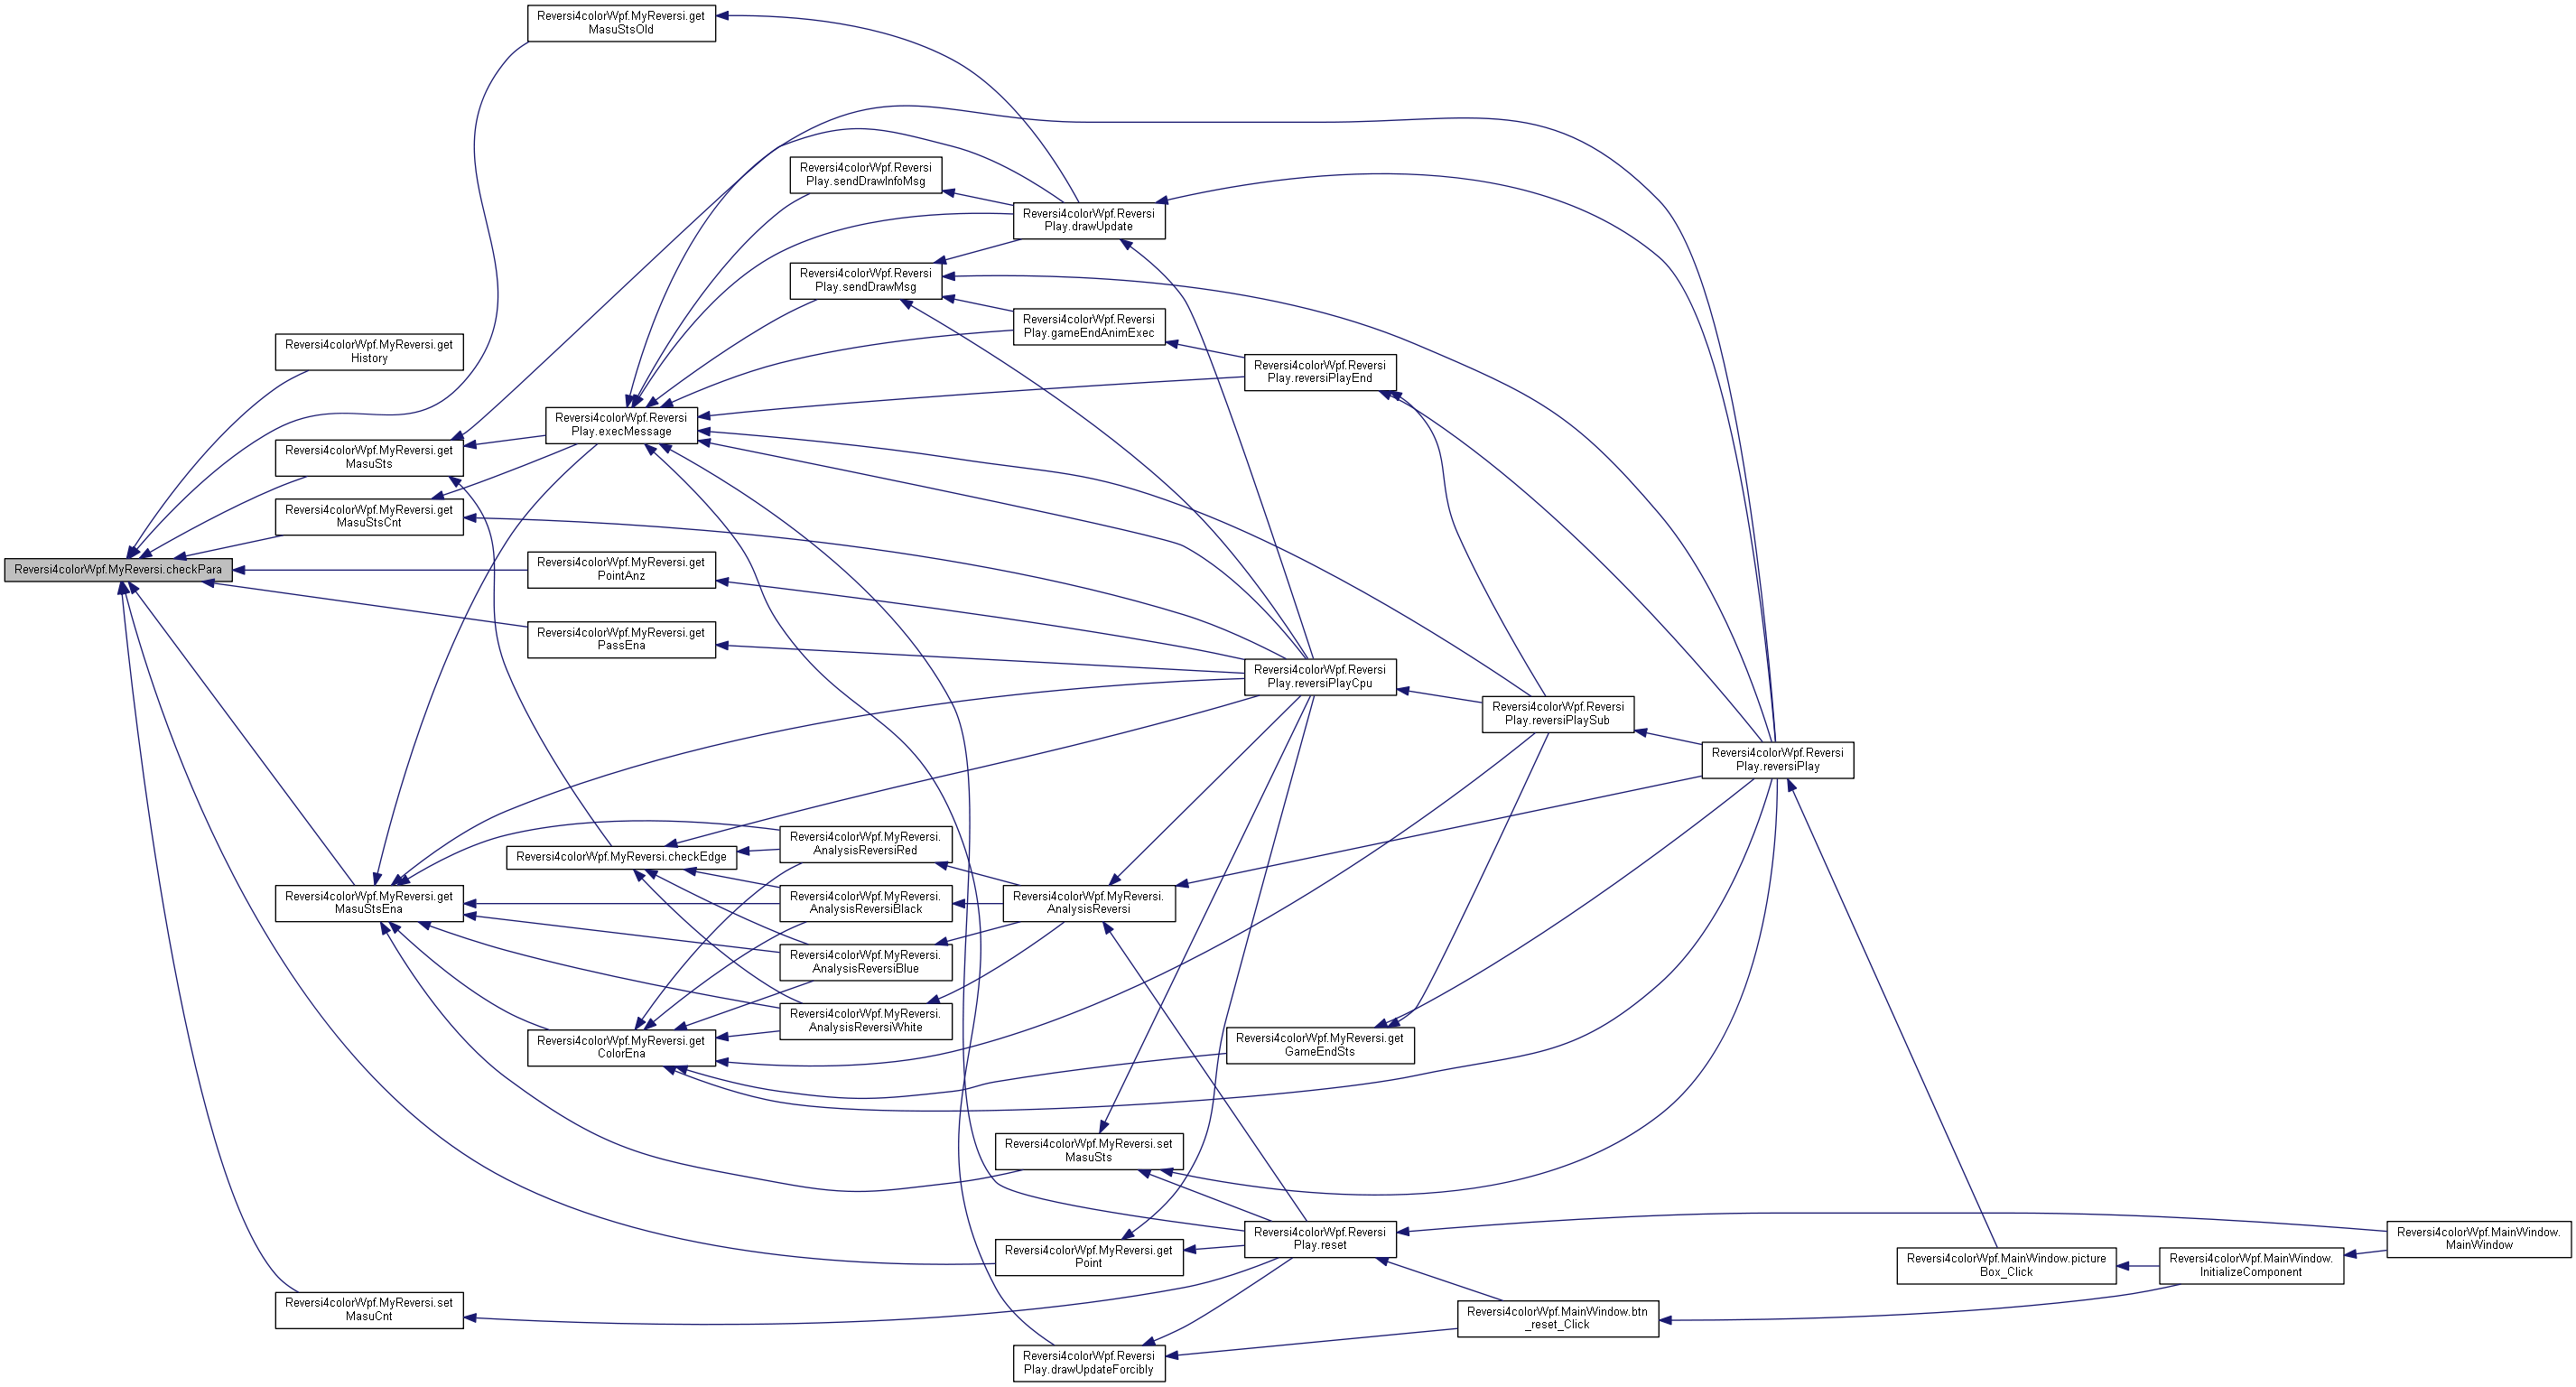 Reversi4colorWpf.MyReversi.get
MasuStsOld
Reversi4colorWpf.Reversi
Play.sendDrawInfoMsg
Reversi4colorWpf.Reversi
Play.drawUpdate
Reversi4colorWpf.Reversi
Play.sendDrawMsg
Reversi4colorWpf.Reversi
Play.gameEndAnimExec
Reversi4colorWpf.MyReversi.get
History
Reversi4colorWpf.Reversi
Play.reversiPlayEnd
Reversi4colorWpf.Reversi
Play.execMessage
Reversi4colorWpf.MyReversi.get
MasuSts
Reversi4colorWpf.MyReversi.get
MasuStsCnt
Reversi4colorWpf.MyReversi.checkPara
Reversi4colorWpf.MyReversi.get
PointAnz
Reversi4colorWpf.MyReversi.get
PassEna
Reversi4colorWpf.Reversi
Play.reversiPlayCpu
Reversi4colorWpf.Reversi
Play.reversiPlaySub
Reversi4colorWpf.Reversi
Play.reversiPlay
Reversi4colorWpf.MyReversi.
AnalysisReversiRed
Reversi4colorWpf.MyReversi.checkEdge
Reversi4colorWpf.MyReversi.get
MasuStsEna
Reversi4colorWpf.MyReversi.
AnalysisReversiBlack
Reversi4colorWpf.MyReversi.
AnalysisReversi
Reversi4colorWpf.MyReversi.
AnalysisReversiBlue
Reversi4colorWpf.MyReversi.
AnalysisReversiWhite
Reversi4colorWpf.MyReversi.get
ColorEna
Reversi4colorWpf.MyReversi.get
GameEndSts
Reversi4colorWpf.MyReversi.set
MasuSts
Reversi4colorWpf.Reversi
Play.reset
Reversi4colorWpf.MainWindow.
MainWindow
Reversi4colorWpf.MyReversi.get
Point
Reversi4colorWpf.MainWindow.picture
Box_Click
Reversi4colorWpf.MainWindow.
InitializeComponent
Reversi4colorWpf.MyReversi.set
MasuCnt
Reversi4colorWpf.MainWindow.btn
_reset_Click
Reversi4colorWpf.Reversi
Play.drawUpdateForcibly